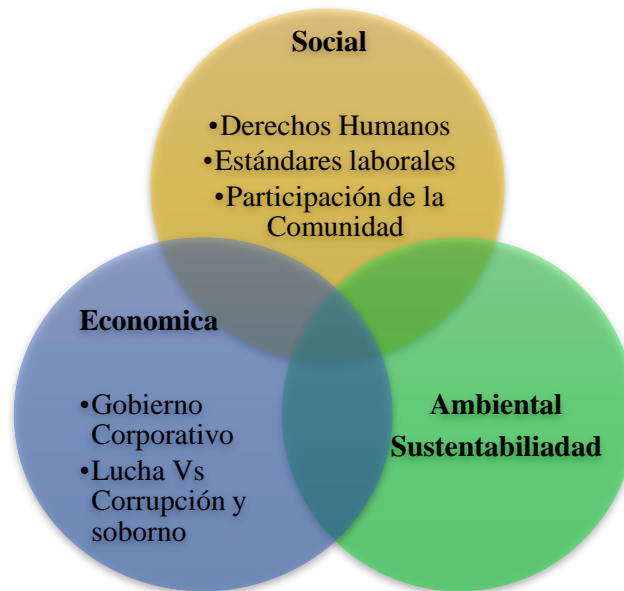 Social
•Derechos Humanos
•Estándares laborales
•Participación de la
Comunidad
Economica
•Gobierno
Corporativo
•Lucha Vs
Corrupción y
soborno
Ambiental
Sustentabiliadad